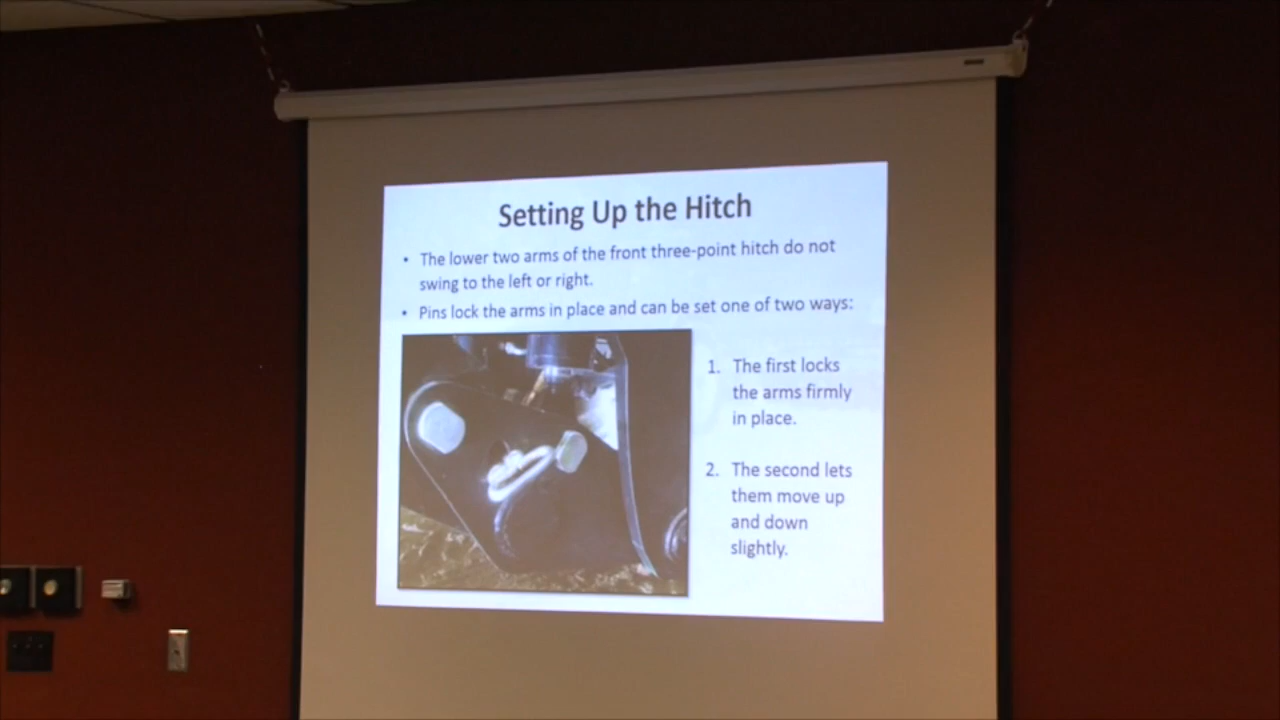 Setting Up the Hitch
• The lower two arms of the front three-point hitch do not
swing to the left or right.
• Pins lock the arms in place and can be set one of two ways:
1. The first locks
the arms firmly
in place.
2. The second lets
them move up
and down
slightly.